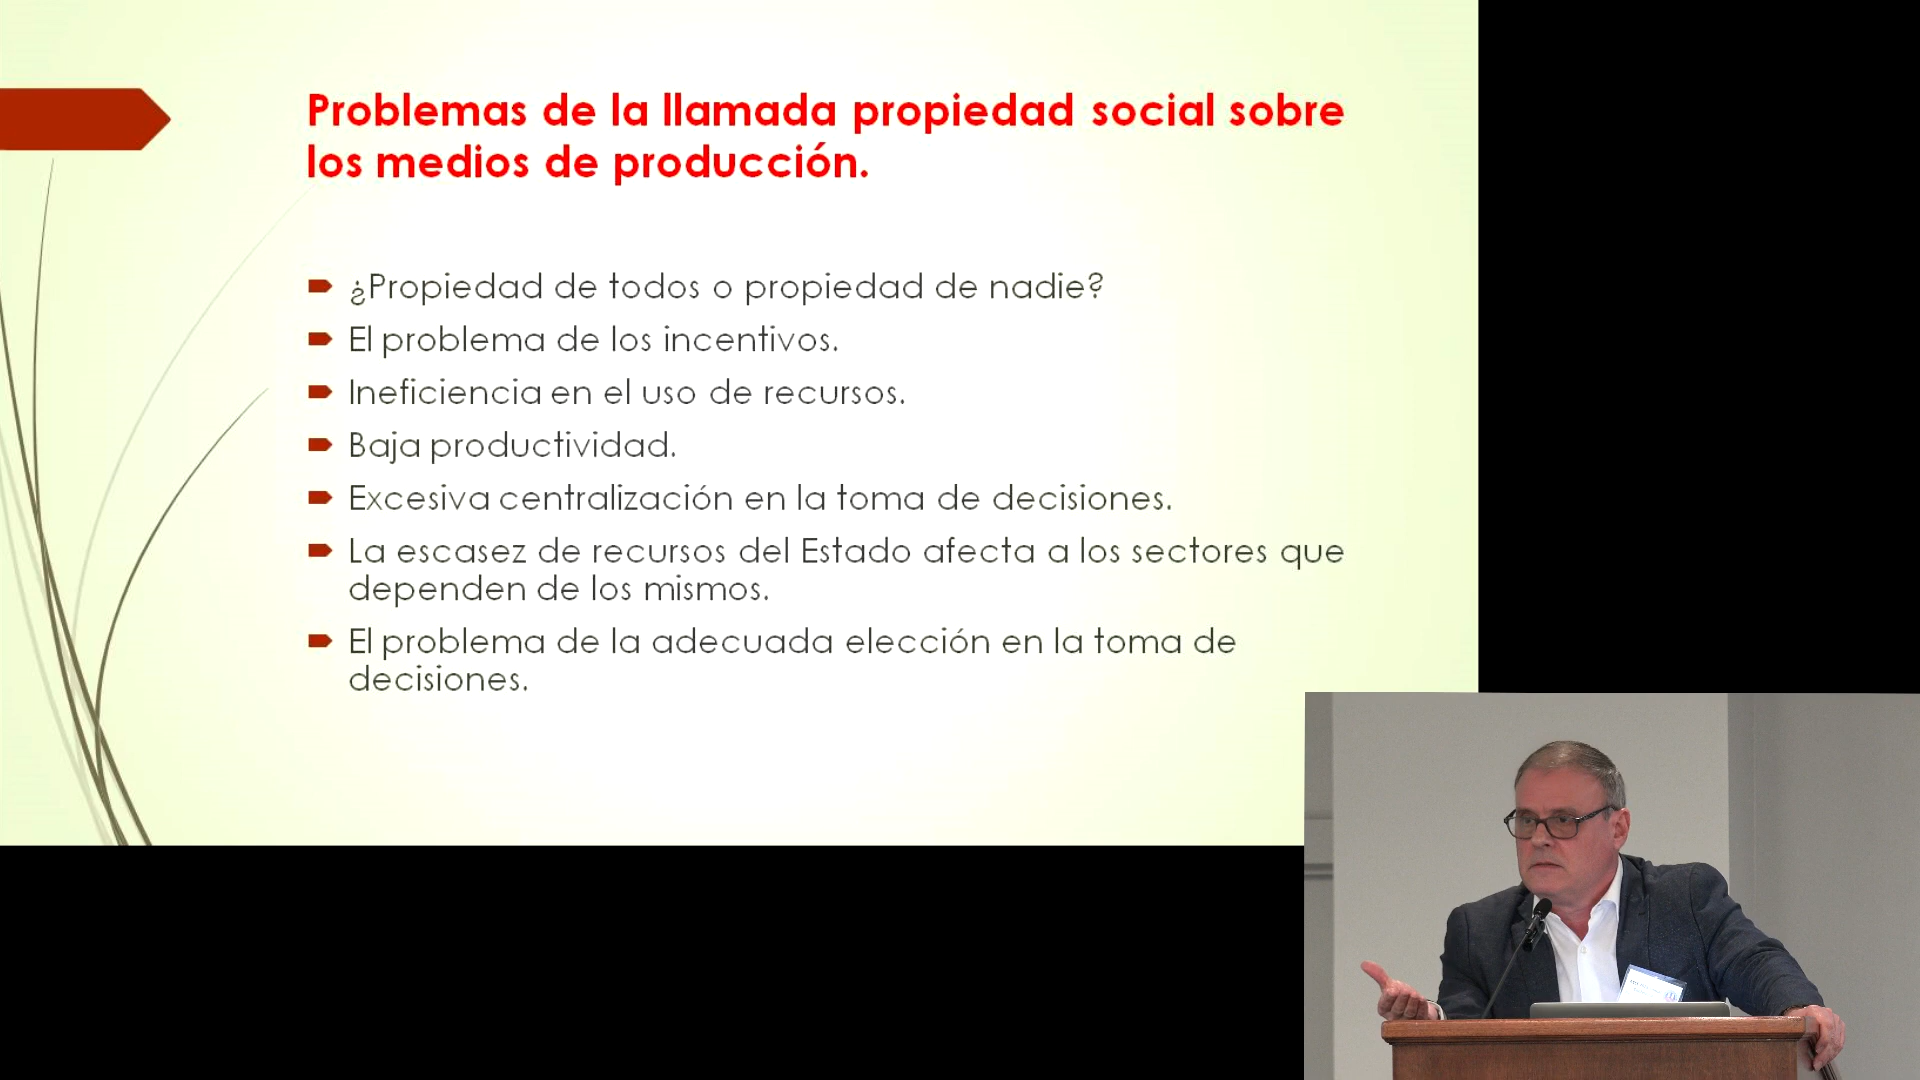 Problemas de la llamada propiedad social sobre
los medios de producción.
¿Propiedad de todos o propiedad de nadie?
El problema de los incentivos.
Ineficiencia en el uso de recursos.
Baja productividad.
Excesiva centralización en la toma de decisiones.
La escasez de recursos del Estado afecta a los sectores que
dependen de los mismos.
El problema de la adecuada elección en la toma de
decisiones.